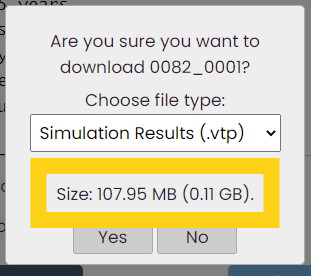 Are you sure you want to
download 0082_0001?
Choose file type:
Simulation Results (.vtp)
Size: 107.95 MB (0.11 GB).
Yes No